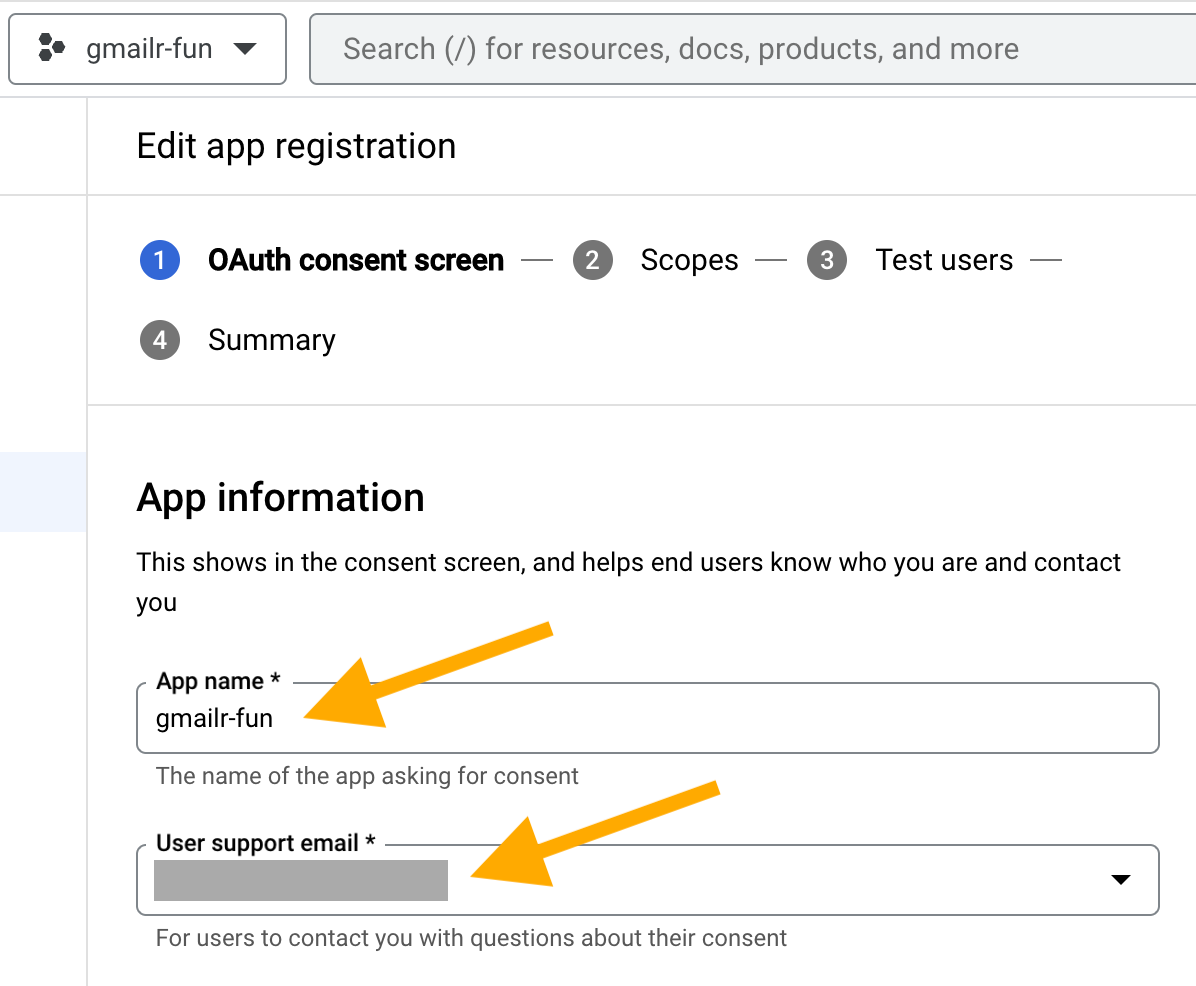 gmailr-fun
Search (/) for resources, docs, products, and more
Edit app registration
1 OAuth consent screen — 2 Scopes — 3 Test users —
4 Summary
App information
This shows in the consent screen, and helps end users know who you are and contact
you
App name *
gmailr-fun
The name of the app asking for consent
User support email *
For users to contact you with questions about their consent